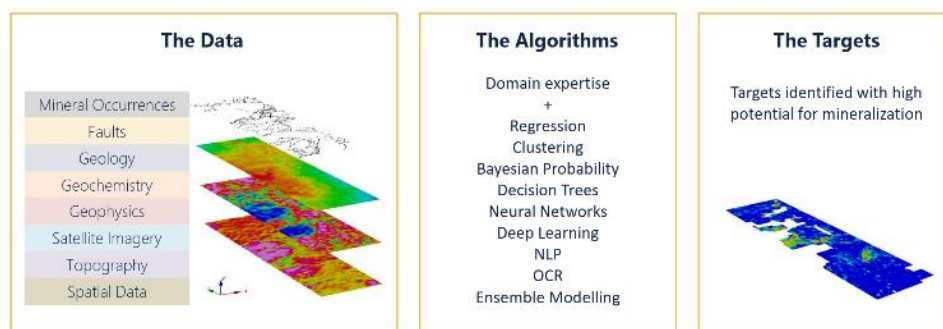 The Data
Mineral Occurrences
Faults
Geology
Geochemistry
Geophysics
Satellite Imagery
Topography
Spatial Data
The Algorithms
Domain expertise
+
Regression
Clustering
Bayesian Probability
Decision Trees
Neural Networks
Deep Learning
NLP
OCR
Ensemble Modelling
The Targets
Targets identified with high
potential for mineralization